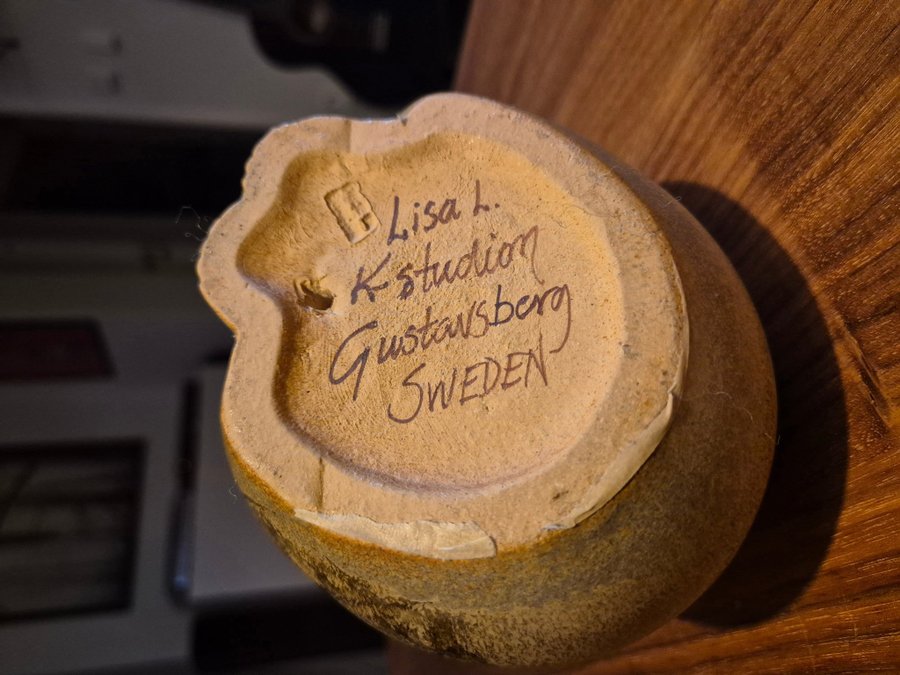 Lisa L.
K-studion
Gustavsberg
SWEDEN